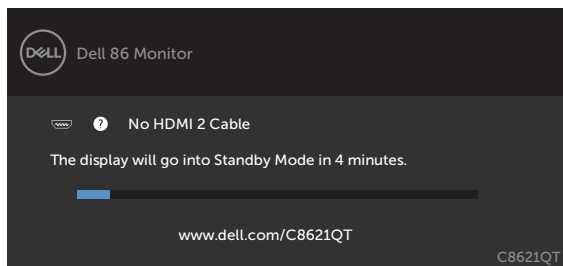 DELL
Dell 86 Monitor
? No HDMI 2 Cable
The display will go into Standby Mode in 4 minutes.
www.dell.com/C8621QT
C8621QT